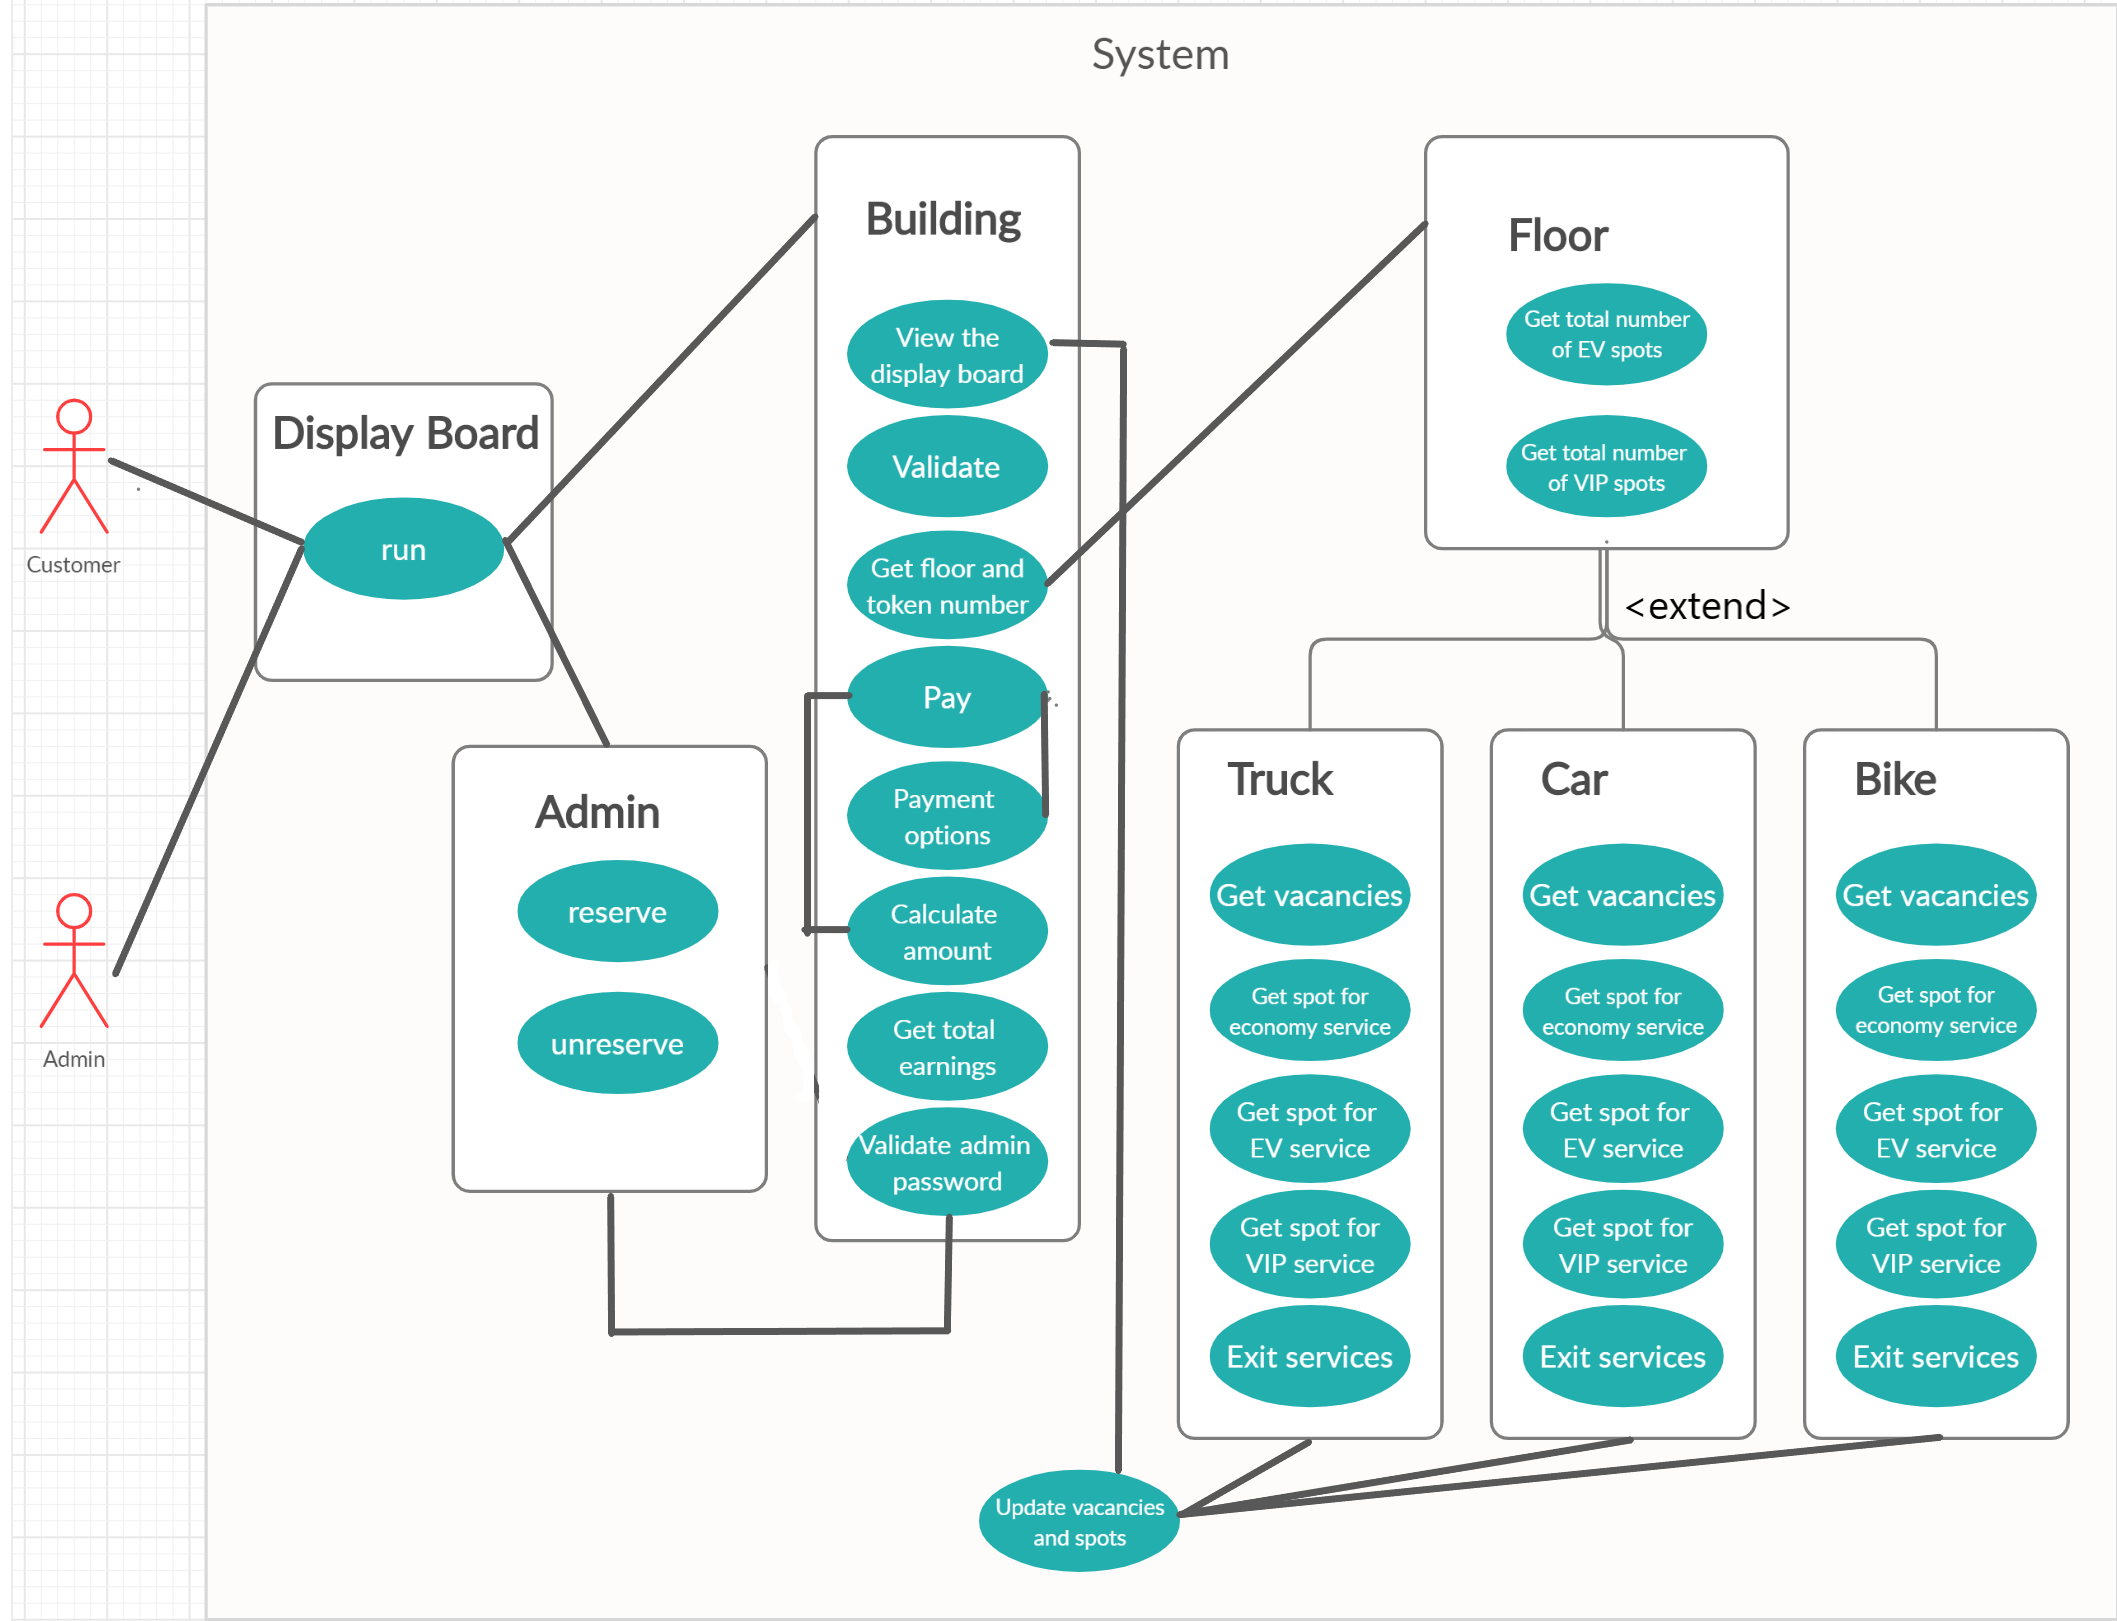 System
Customer
Admin
Display Board
run
Admin
reserve
unreserve
Building
View the
display board
Validate
Get floor and
token number
Pay
Payment
options
Calculate
amount
Get total
earnings
Validate admin
password
Floor
Get total number
of EV spots
Get total number
of VIP spots
<extend>
Truck
Get vacancies
Get spot for
economy service
Get spot for
EV service
Get spot for
VIP service
Exit services
Car
Get vacancies
Get spot for
economy service
Get spot for
EV service
Get spot for
VIP service
Exit services
Bike
Get vacancies
Get spot for
economy service
Get spot for
EV service
Get spot for
VIP service
Exit services
Update vacancies
and spots